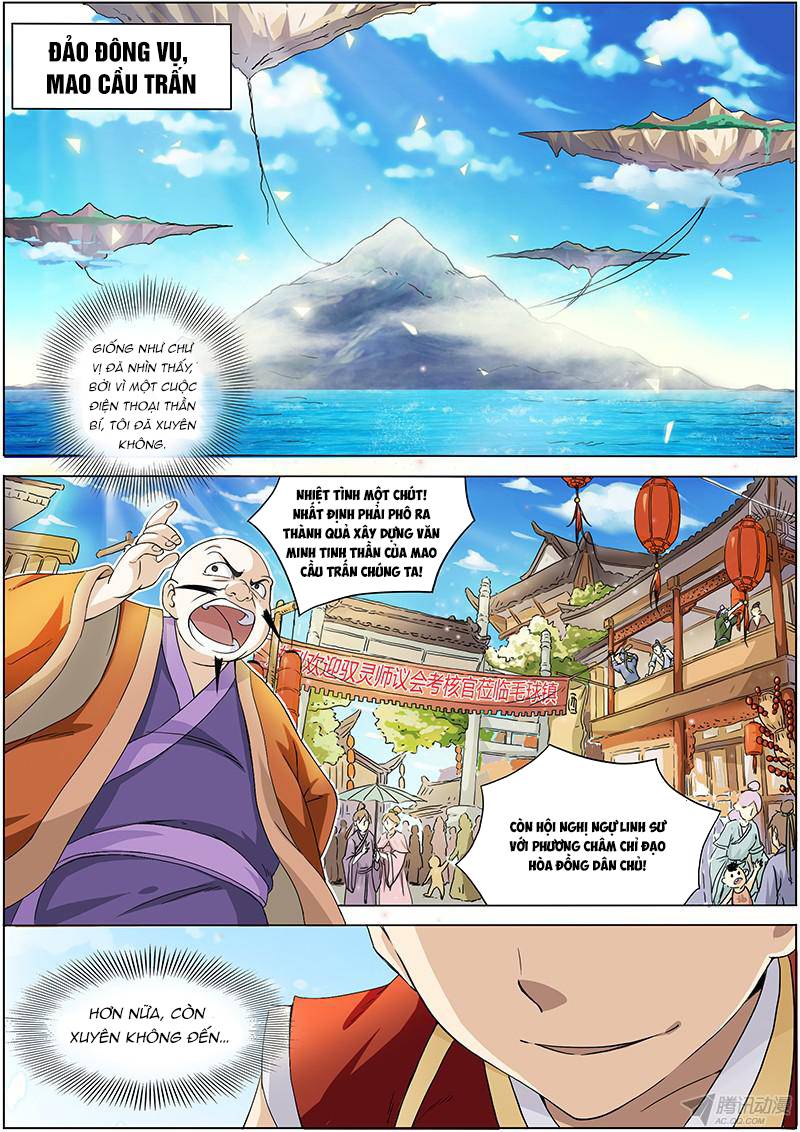 ĐẢO ĐÔNG VỤ,
MAO CẦU TRẤN
GIỐNG NHƯ CHƯ
VỊ ĐÃ NHÌN THẤY,
BỞI VÌ MỘT CUỘC
ĐIỆN THOẠI THẦN
BÍ, TÔI ĐÃ XUYÊN
KHÔNG.
NHIỆT TÌNH MỘT CHÚT!
NHẤT ĐỊNH PHẢI PHÔ RA
THÀNH QUẢ XÂY DỰNG VĂN
MINH TINH THẦN CỦA MAO
CẦU TRẤN CHÚNG TA!
欢迎驭灵师议会考核官莅临毛球镇
CÒN HỘI NGHỊ NGỰ LINH SƯ
VỚI PHƯƠNG CHÂM CHỈ ĐẠO
HÒA ĐỒNG DÂN CHỦ!
HƠN NỮA, CÒN
XUYÊN KHÔNG ĐẾN...
腾讯动漫
AC.QQ.COM